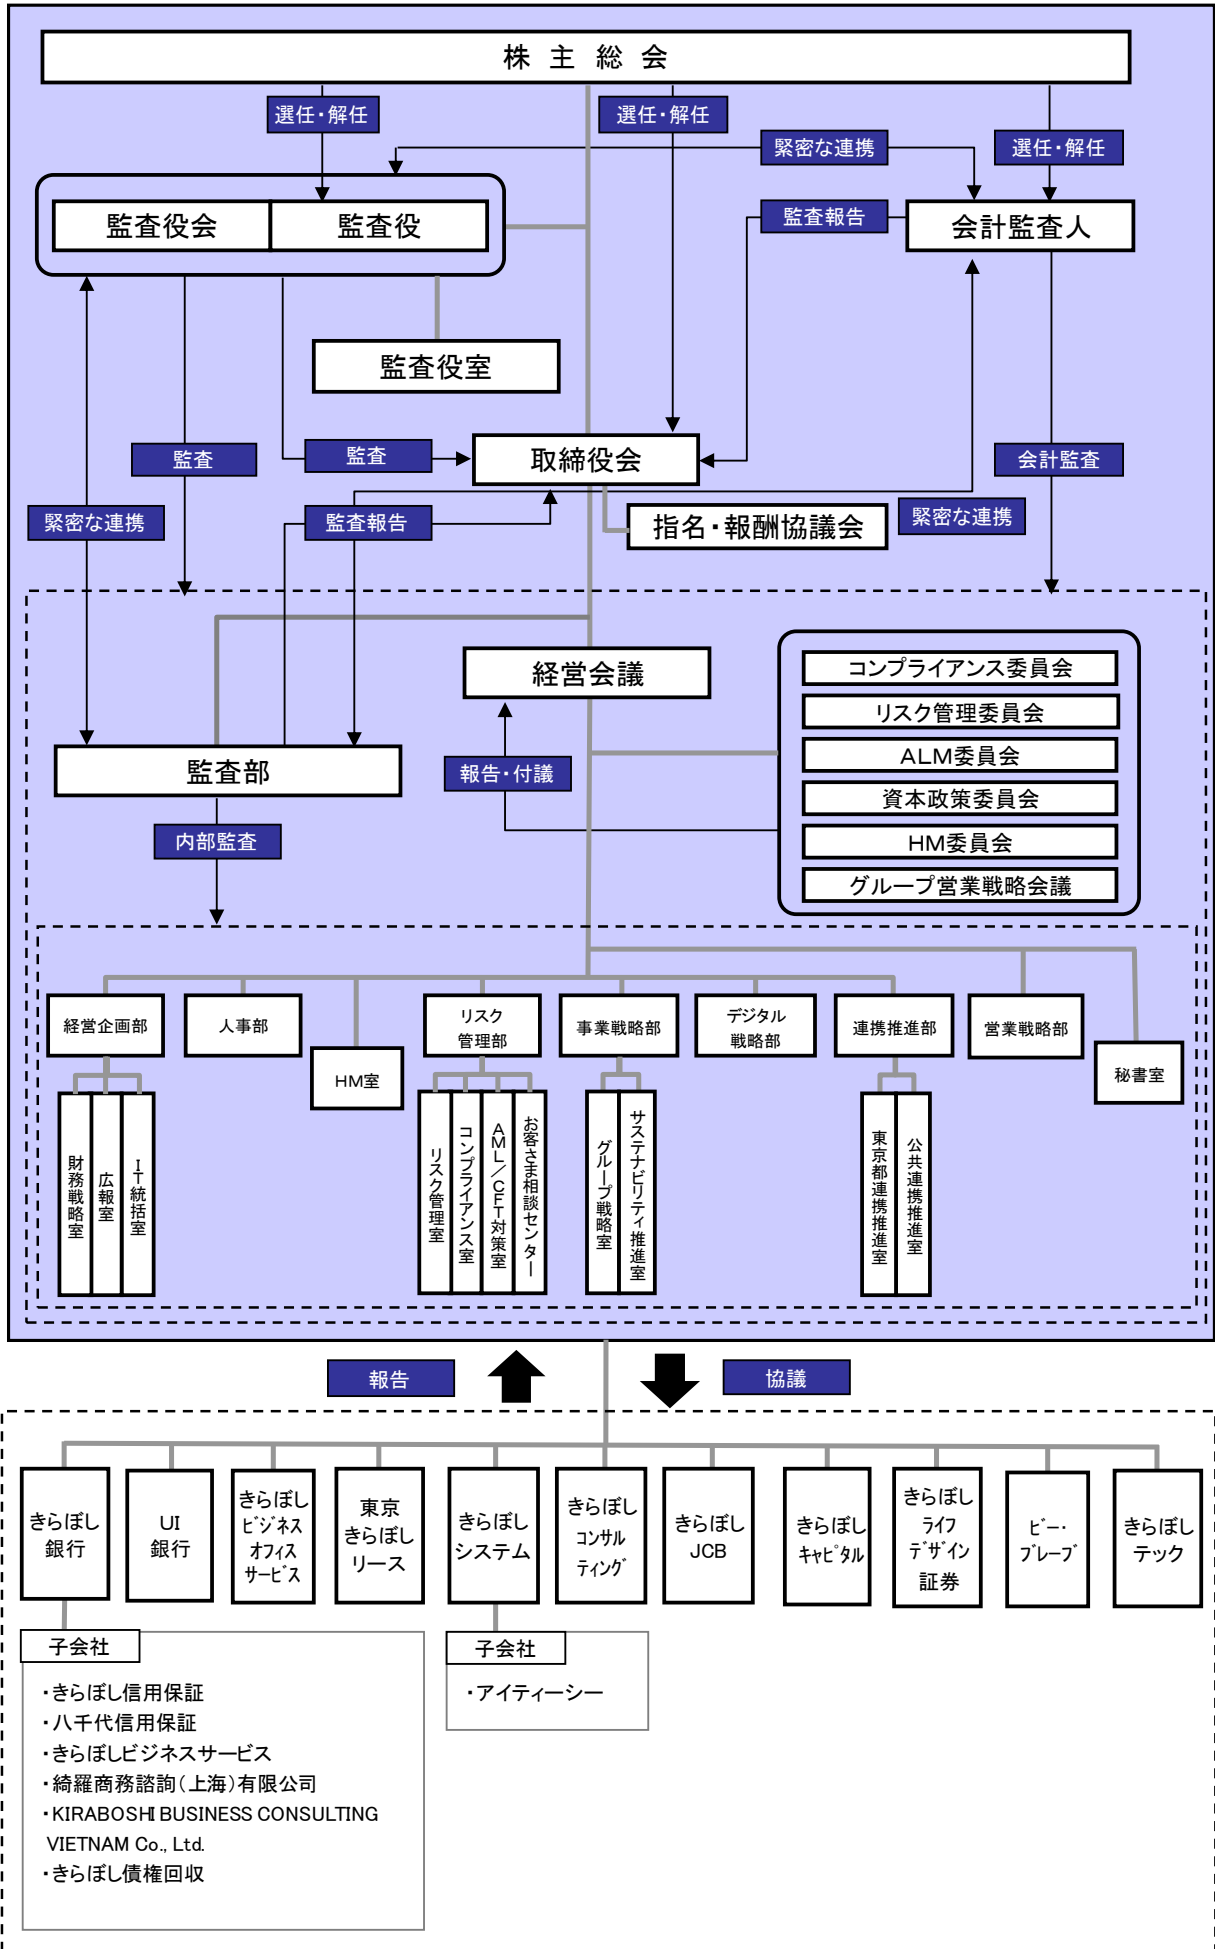 株主総会
選任・解任
選任・解任
緊密な連携
選任・解任
監査役会
監査役
監査報告
会計監査人
監査役室
監査
監査
取締役会
会計監査
緊密な連携
監査報告
指名・報酬協議会
緊密な連携
経営会議
コンプライアンス委員会
リスク管理委員会
ALM委員会
資本政策委員会
HM委員会
グループ営業戦略会議
監査部
報告・付議
内部監査
経営企画部
人事部
HM室
リスク
管理部
事業戦略部
デジタル
戦略部
連携推進部
営業戦略部
秘書室
財務戦略室
広報室
IT統括室
リスク管理室
コンプライアンス室
AML／CFT対策室
お客さま相談センター
グループ戦略室
サステナビリティ推進室
東京都連携推進室
公共連携推進室
報告
協議
きらぼし
銀行
UI
銀行
きらぼし
ビジネス
オフィス
サービス
東京
きらぼし
リース
きらぼし
システム
きらぼし
コンサル
ティング
きらぼし
JCB
きらぼし
キャピタル
きらぼし
ライフ
デザイン
証券
ビー・
ブレーブ
きらぼし
テック
子会社
・きらぼし信用保証
・八千代信用保証
・きらぼしビジネスサービス
・綺羅商務諮詢（上海）有限公司
・KIRABOSHI BUSINESS CONSULTING
VIETNAM Co., Ltd.
・きらぼし債権回収
子会社
・アイティーシー